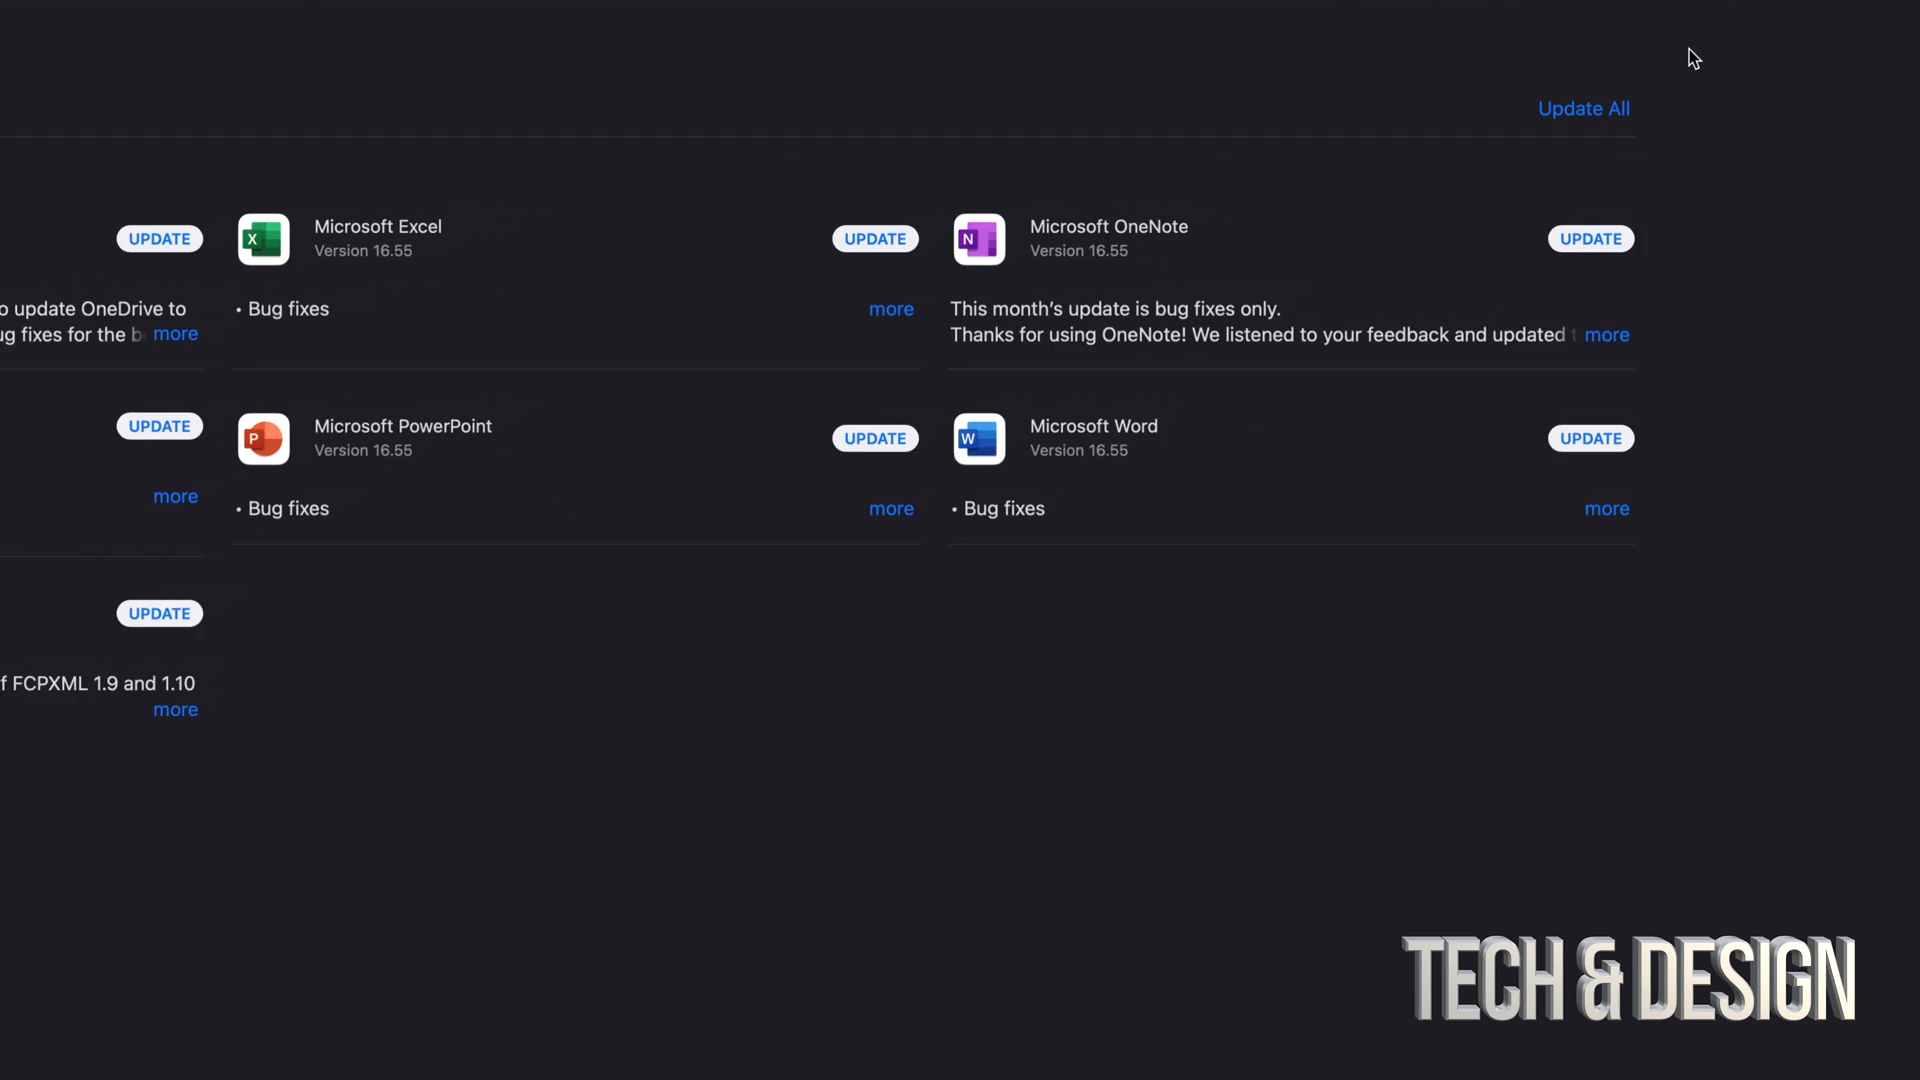 Update All
UPDATE
Microsoft Excel
Version 16.55
UPDATE
Microsoft OneNote
Version 16.55
UPDATE
o update OneDrive to
ug fixes for the b more
• Bug fixes
more
This month's update is bug fixes only.
Thanks for using OneNote! We listened to your feedback and updated t more
UPDATE
more
Microsoft PowerPoint
Version 16.55
UPDATE
• Bug fixes
more
Microsoft Word
Version 16.55
UPDATE
• Bug fixes
more
UPDATE
f FCPXML 1.9 and 1.10
more
TECH & DESIGN